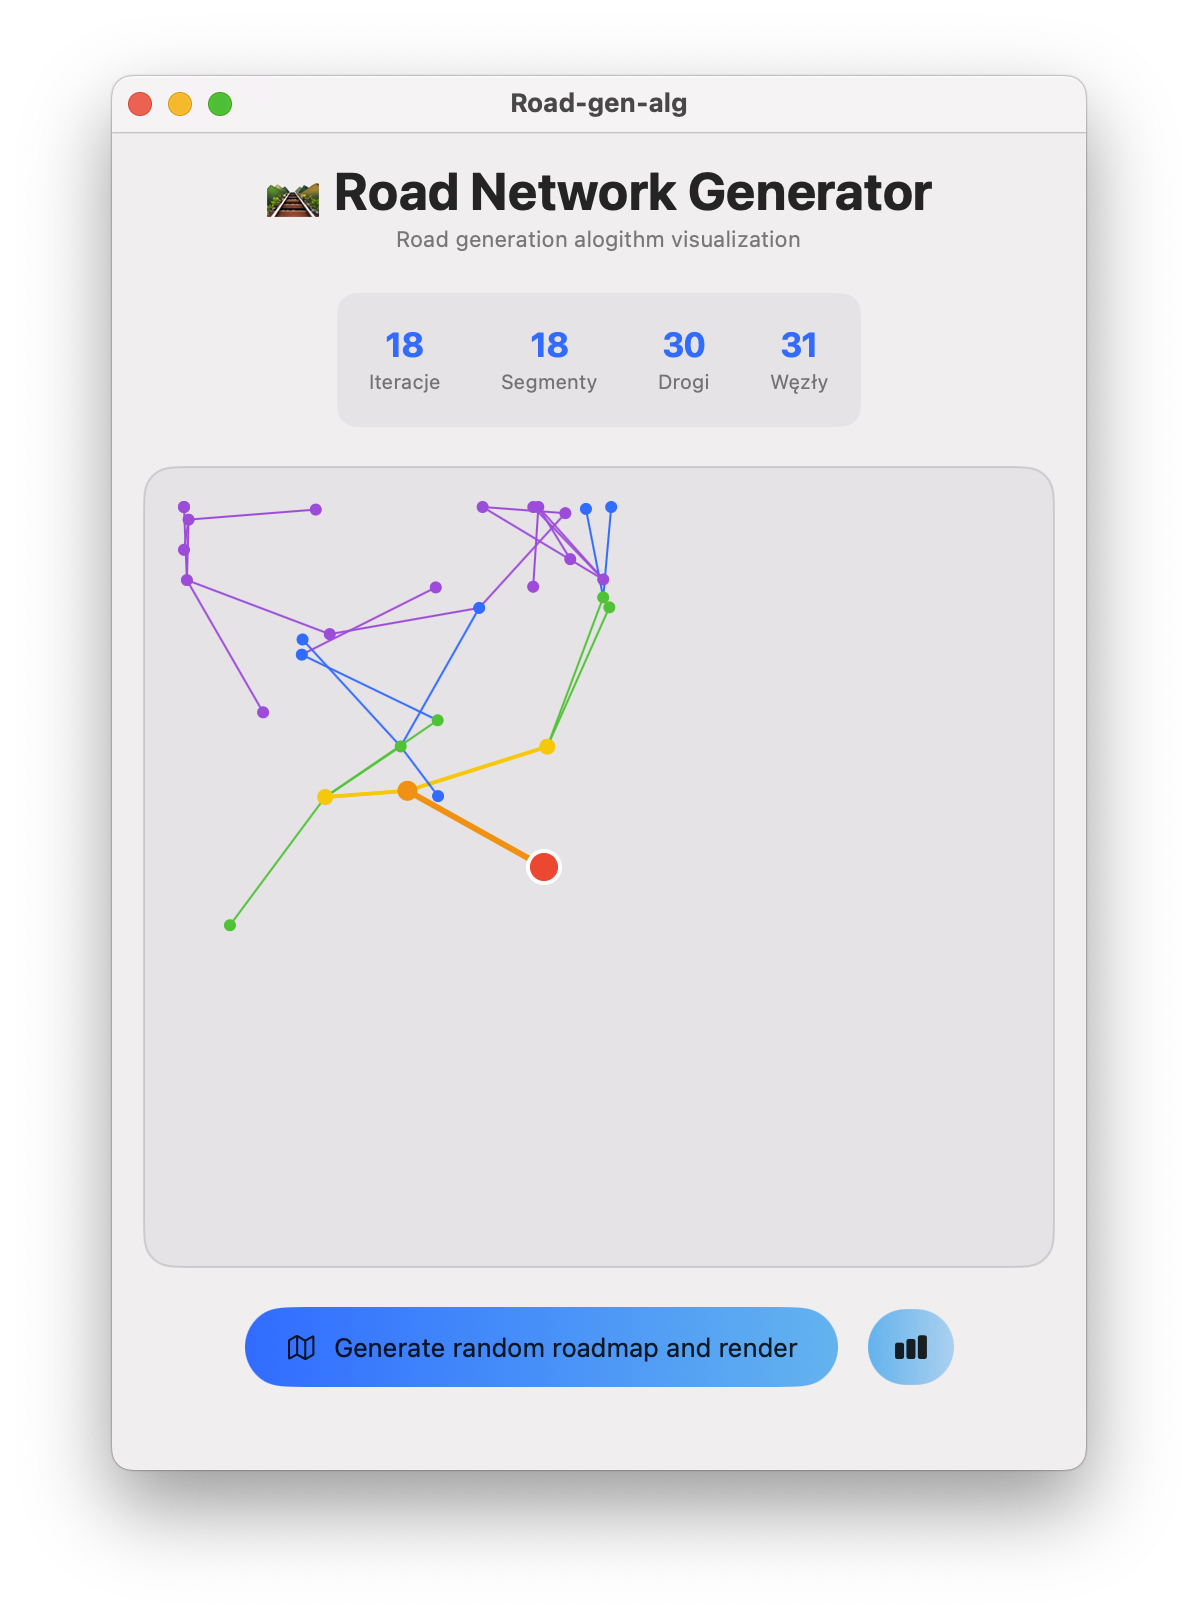 Road-gen-alg
Road Network Generator
Road generation alogithm visualization
18 18 30 31
Iteracje Segmenty Drogi Węzły
Generate random roadmap and render